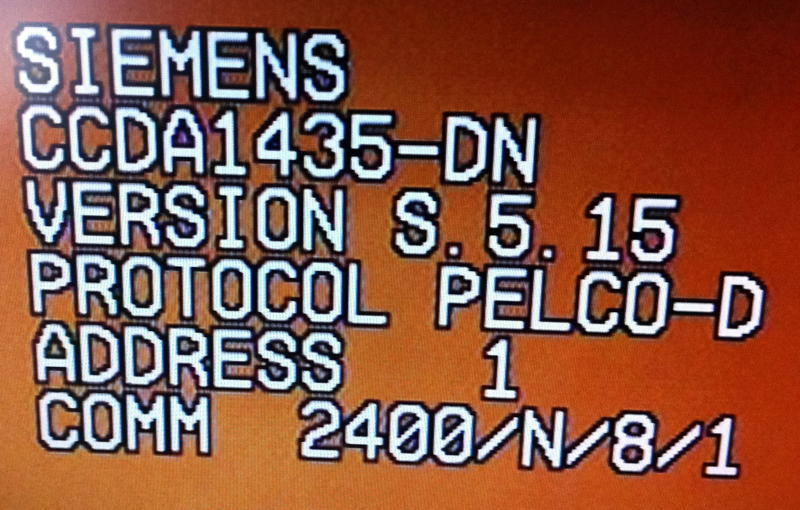 SIEMENS
CCDA1435-DN
VERSION S.5.15
PROTOCOL PELCO-D
ADDRESS 1
COMM 2400/N/8/1